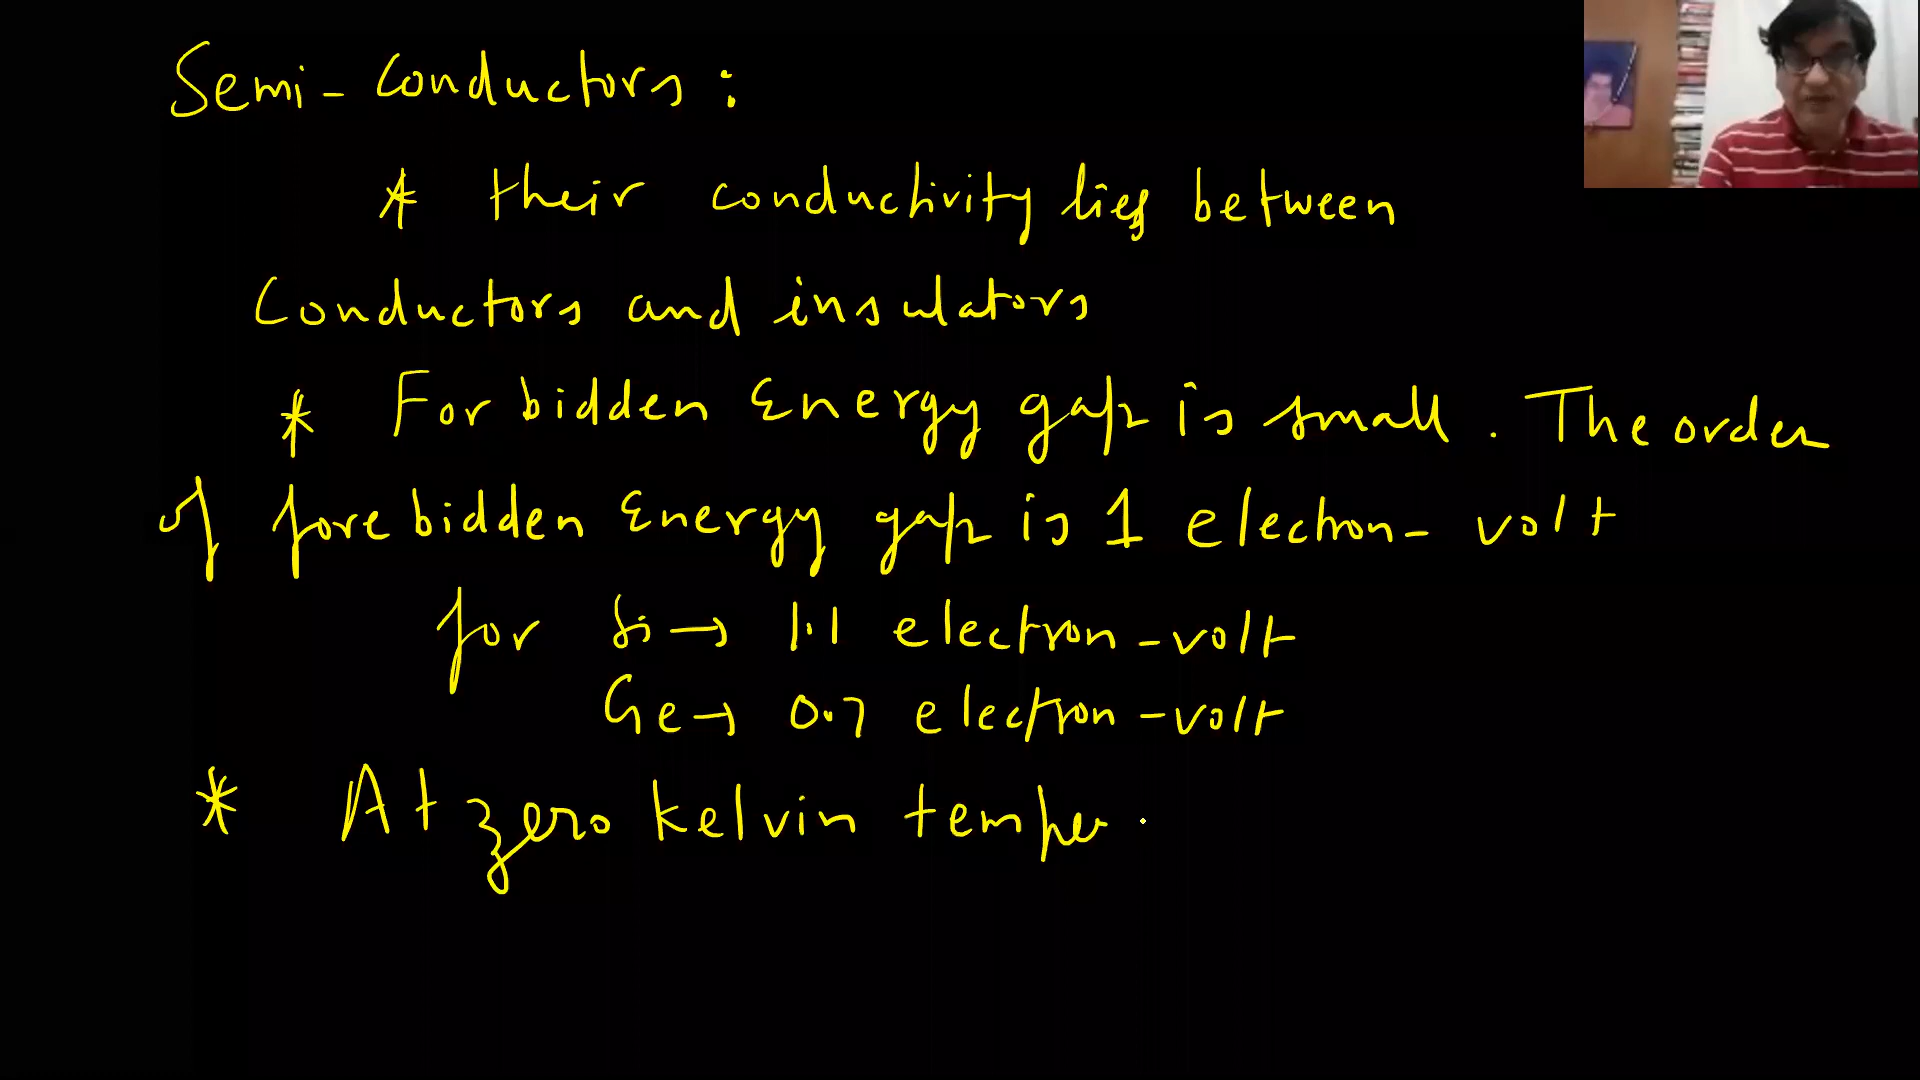 Semi-Conductors:
* their conductivity lies between
Conductors and insulators
* Forbidden Energy gap is small. The order
of forebidden Energy gap is 1 electron-volt
for Si → 1.1 electron-volt
Ge → 0.7 electron-volt
* At zero kelvin tempe